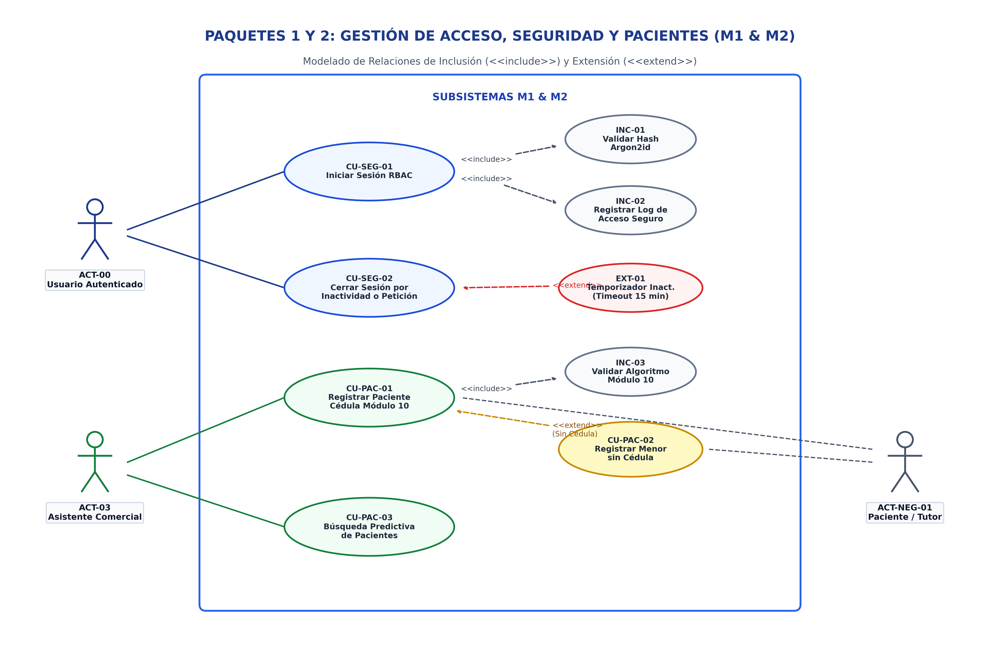 PAQUETES 1 Y 2: GESTIÓN DE ACCESO, SEGURIDAD Y PACIENTES (M1 & M2)
Modelado de Relaciones de Inclusión (<<include>>) y Extensión (<<extend>>)
SUBSISTEMAS M1 & M2
INC-01
Validar Hash
Argon2id
CU-SEG-01
Iniciar Sesión RBAC
<<include>>
<<include>>
INC-02
Registrar Log de
Acceso Seguro
ACT-00
Usuario Autenticado
CU-SEG-02
Cerrar Sesión por
Inactividad o Petición
<<extend>>
EXT-01
Temporizador Inact.
(Timeout 15 min)
INC-03
Validar Algoritmo
Módulo 10
CU-PAC-01
Registrar Paciente
Cédula Módulo 10
<<include>>
<<extend>>
(Sin Cédula)
CU-PAC-02
Registrar Menor
sin Cédula
ACT-03
Asistente Comercial
ACT-NEG-01
Paciente / Tutor
CU-PAC-03
Búsqueda Predictiva
de Pacientes